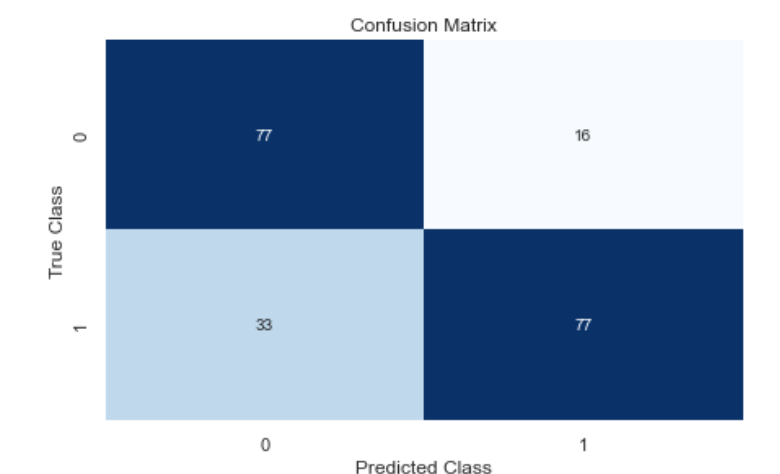 Confusion Matrix
0
77
16
True Class
1
33
77
0
1
Predicted Class